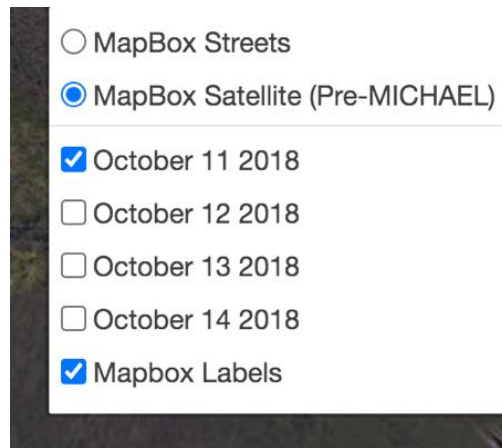 MapBox Streets
MapBox Satellite (Pre-MICHAEL)
October 11 2018
October 12 2018
October 13 2018
October 14 2018
Mapbox Labels